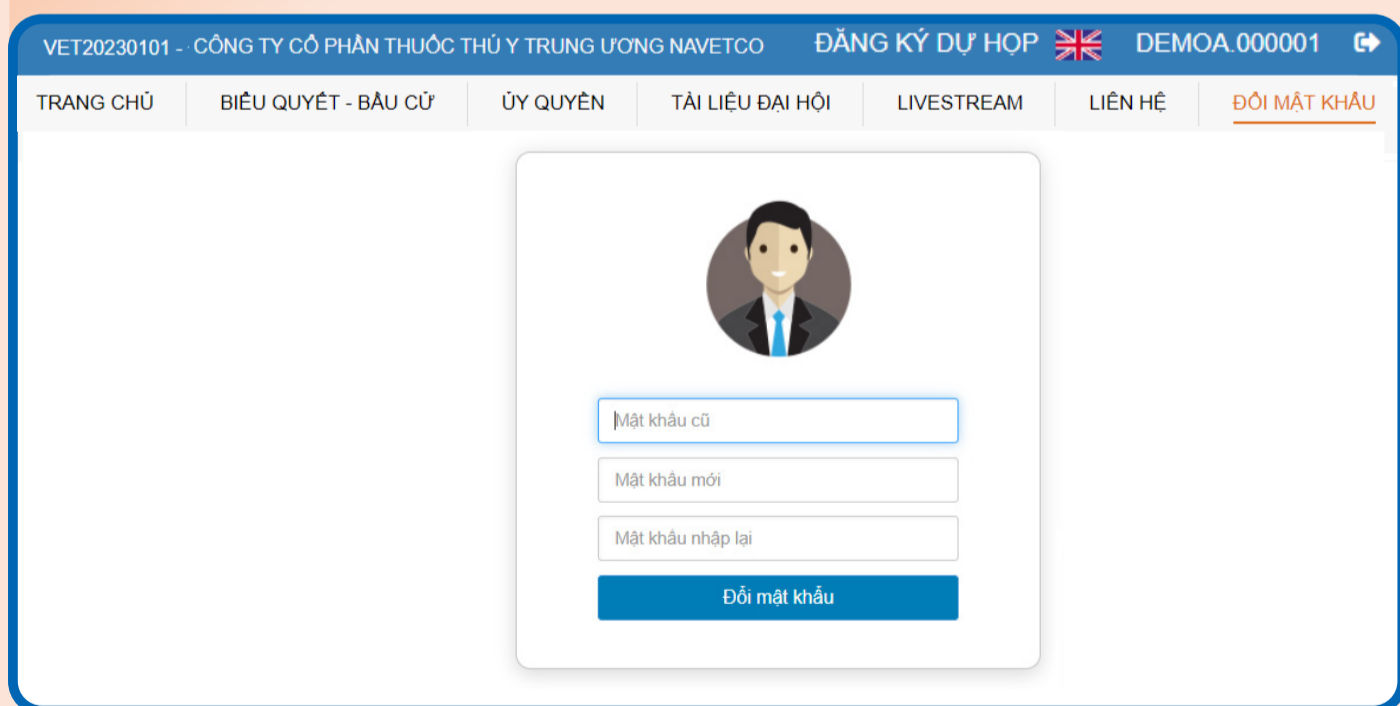 VET20230101 - CÔNG TY CỔ PHẦN THUỐC THÚ Y TRUNG ƯƠNG NAVETCO ĐĂNG KÝ DỰ HỌP DEMOA.000001
TRANG CHỦ BIỂU QUYẾT - BẦU CỬ ỦY QUYỀN TÀI LIỆU ĐẠI HỘI LIVESTREAM LIÊN HỆ ĐỔI MẬT KHẨU
Mật khẩu cũ
Mật khẩu mới
Mật khẩu nhập lại
Đổi mật khẩu